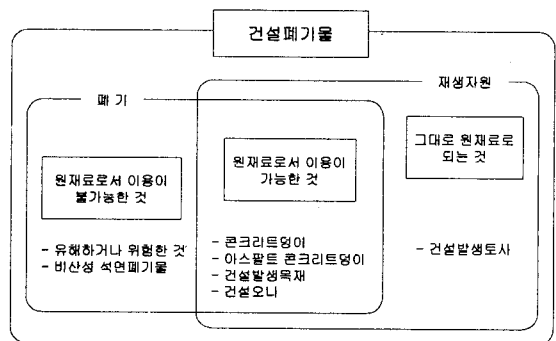 건설폐기물
재생자원
폐 기
원재료로서 이용이
불가능한 것
원재료로서 이용이
가능한 것
그대로 원재료로
되는 것
- 유해하거나 위험한 것
- 비산성 석면폐기물
- 콘크리트덩이
- 아스팔트 콘크리트덩이
- 건설발생목재
- 건설오니
- 건설발생토사